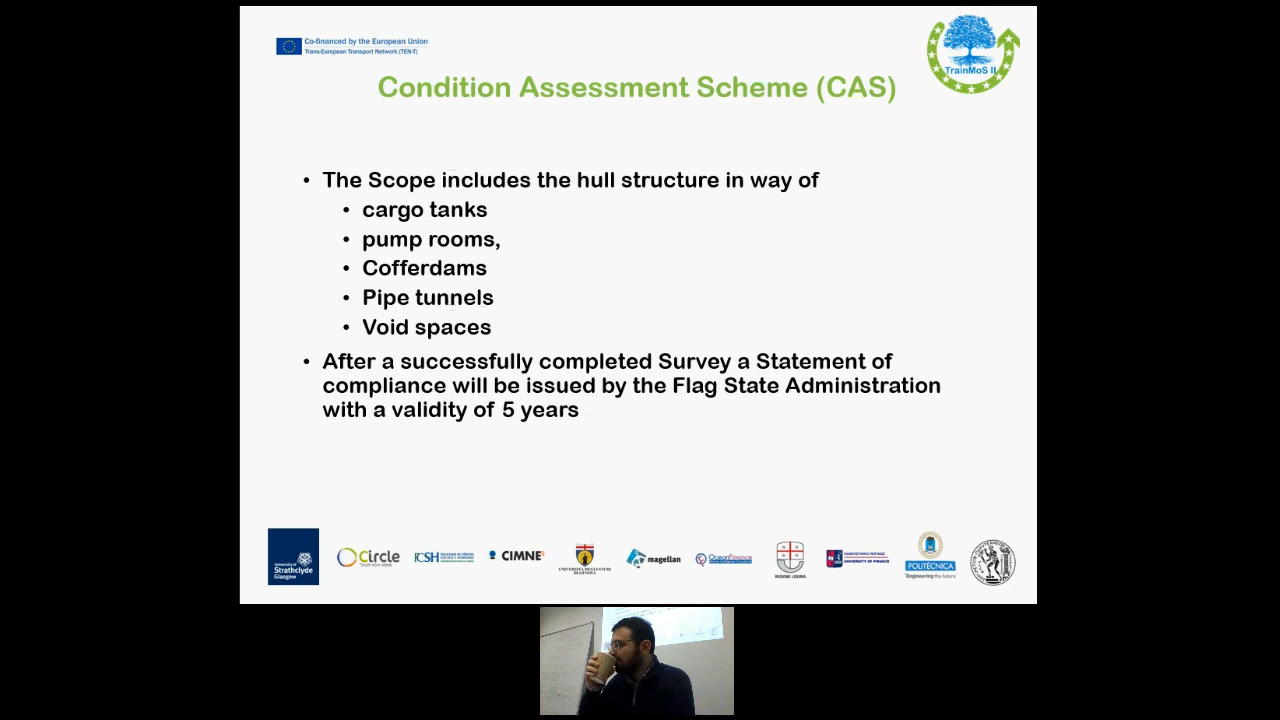 Co-financed by the European Union
Trans-European Transport Network (TEN-T)
TrainMoS II
Condition Assessment Scheme (CAS)
• The Scope includes the hull structure in way of
• cargo tanks
• pump rooms,
• Cofferdams
• Pipe tunnels
• Void spaces
• After a successfully completed Survey a Statement of
compliance will be issued by the Flag State Administration
with a validity of 5 years
University of
Strathclyde
Glasgow
Circle
FCSH
CIMNE
UNIVERSITÀ DEGLI STUDI
DI GENOVA
magellan
OceanFinance
REGIONE LIGURIA
ΠΑΝΕΠΙΣΤΗΜΙΟ ΠΕΙΡΑΙΩΣ
UNIVERSITY OF PIRAEUS
POLITÉCNICA
"Engineering the future"